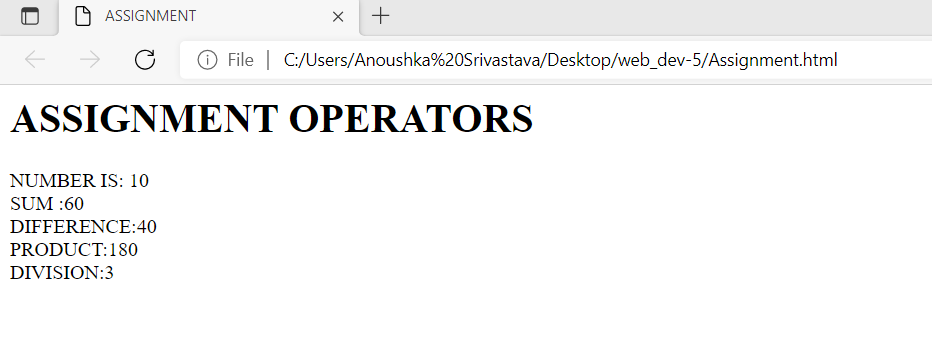 ASSIGNMENT
File | C:/Users/Anoushka%20Srivastava/Desktop/web_dev-5/Assignment.html
ASSIGNMENT OPERATORS
NUMBER IS: 10
SUM :60
DIFFERENCE:40
PRODUCT:180
DIVISION:3